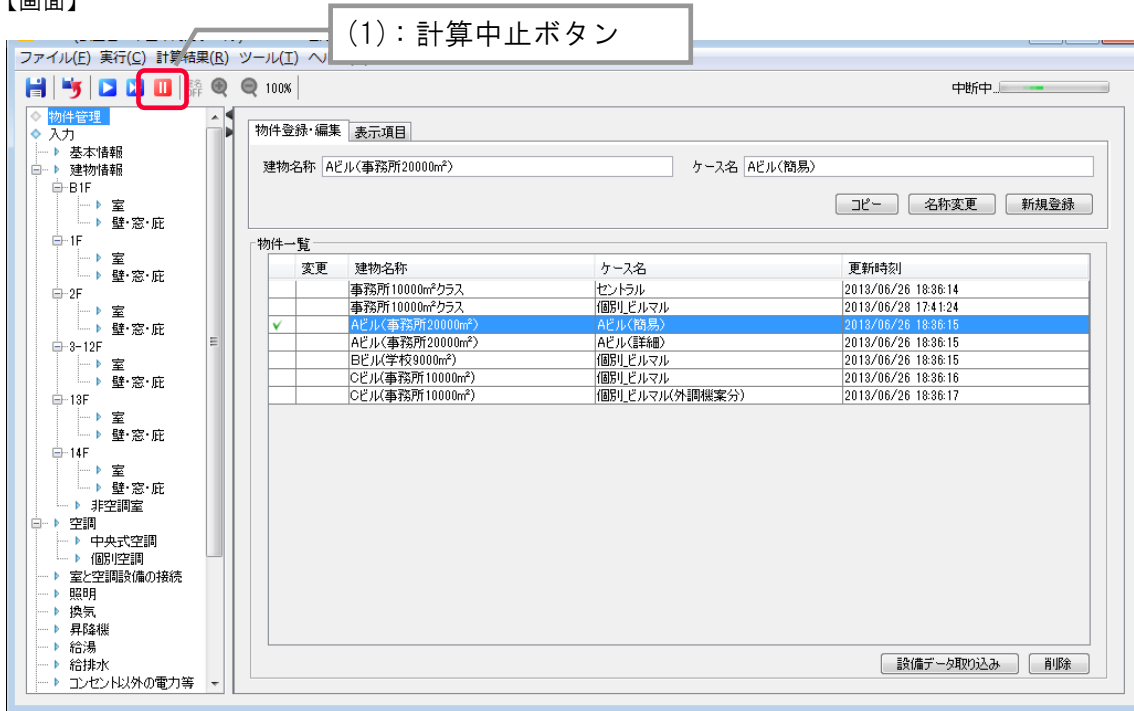 【画面】
(1)：計算中止ボタン
ファイル(F) 実行(C) 計算結果(R) ツール(T)
100%
中断中...
物件管理
入力
基本情報
建物情報
B1F
室
壁・窓・庇
1F
室
壁・窓・庇
2F
室
壁・窓・庇
3-12F
室
壁・窓・庇
13F
室
壁・窓・庇
14F
室
壁・窓・庇
非空調室
空調
中央式空調
個別空調
室と空調設備の接続
照明
換気
昇降機
給湯
給排水
コンセント以外の電力等
物件登録・編集 表示項目
建物名称 Aビル(事務所20000m²) ケース名 Aビル(簡易)
コピー 名称変更 新規登録
物件一覧
変更 建物名称 ケース名 更新時刻
事務所10000m²クラス セントラル 2013/06/26 18:36:14
事務所10000m²クラス 個別_ビルマル 2013/06/28 17:41:24
Aビル(事務所20000m²) Aビル(簡易) 2013/06/26 18:36:15
Aビル(事務所20000m²) Aビル(詳細) 2013/06/26 18:36:15
Bビル(学校9000m²) 個別_ビルマル 2013/06/26 18:36:15
Cビル(事務所10000m²) 個別_ビルマル 2013/06/26 18:36:16
Cビル(事務所10000m²) 個別_ビルマル(外調機案分) 2013/06/26 18:36:17
設備データ取り込み 削除